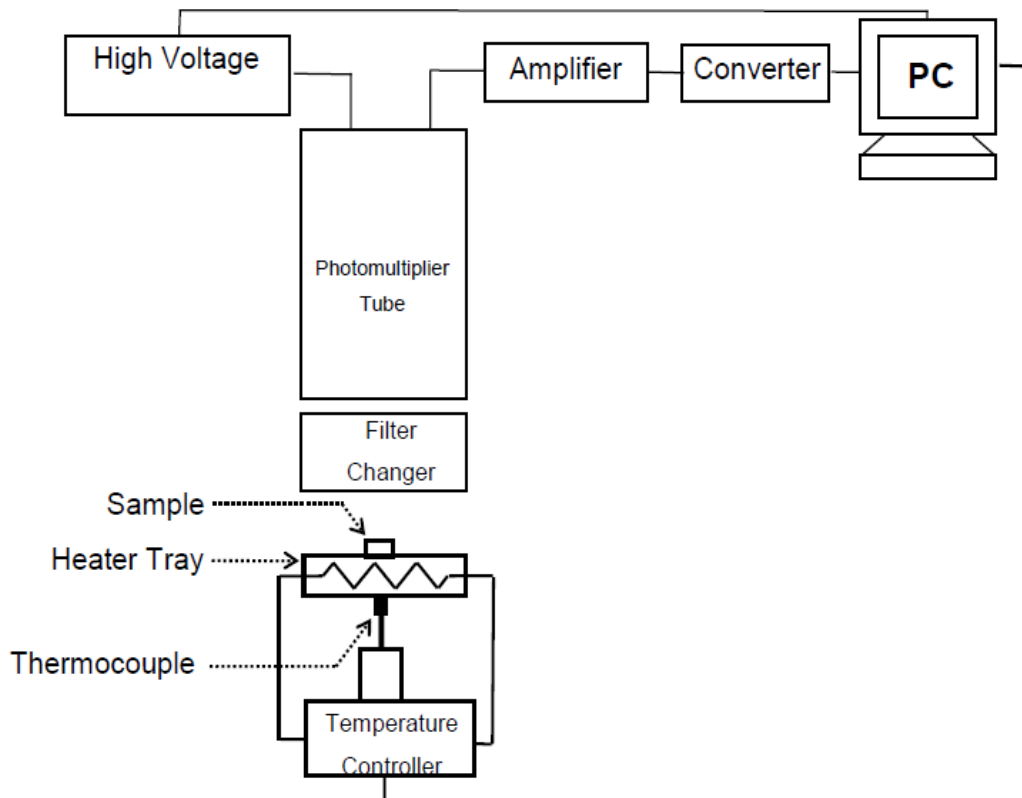 High Voltage
Amplifier
Converter
PC
Photomultiplier
Tube
Filter
Changer
Sample
Heater Tray
Thermocouple
Temperature
Controller